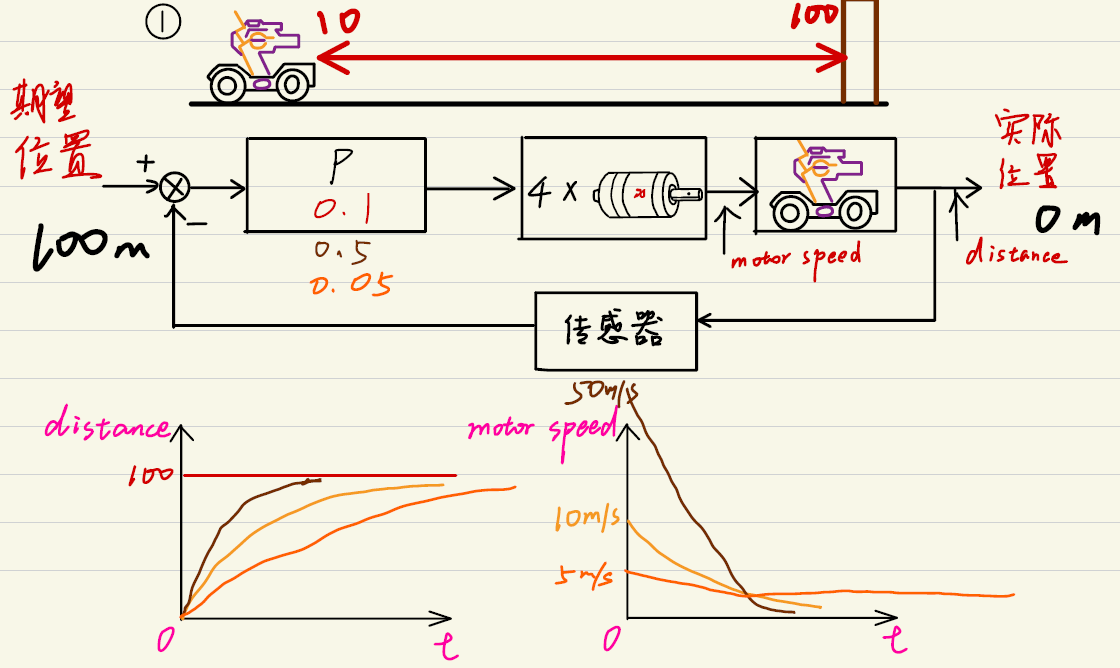 ①
10
100
期望
位置
+
-
100m
P
0.1
0.5
0.05
4 ×
motor speed
实际
位置
0 m
distance
传感器
distance
100
0
t
50m/s
motor speed
10m/s
5m/s
0
t